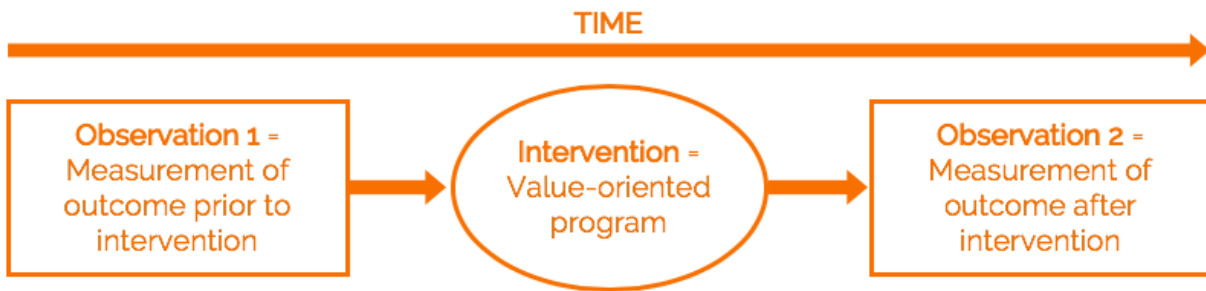 TIME
Observation 1 =
Measurement of
outcome prior to
intervention
Intervention =
Value-oriented
program
Observation 2 =
Measurement of
outcome after
intervention